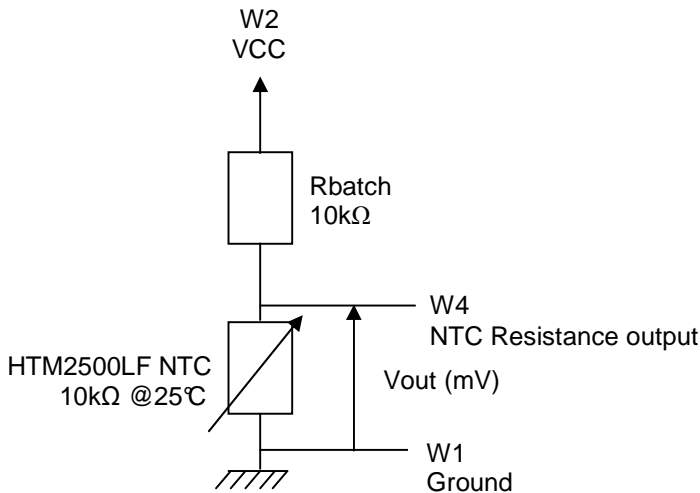 W2
VCC
Rbatch
10kΩ
W4
NTC Resistance output
HTM2500LF NTC
10kΩ @25℃
Vout (mV)
W1
Ground